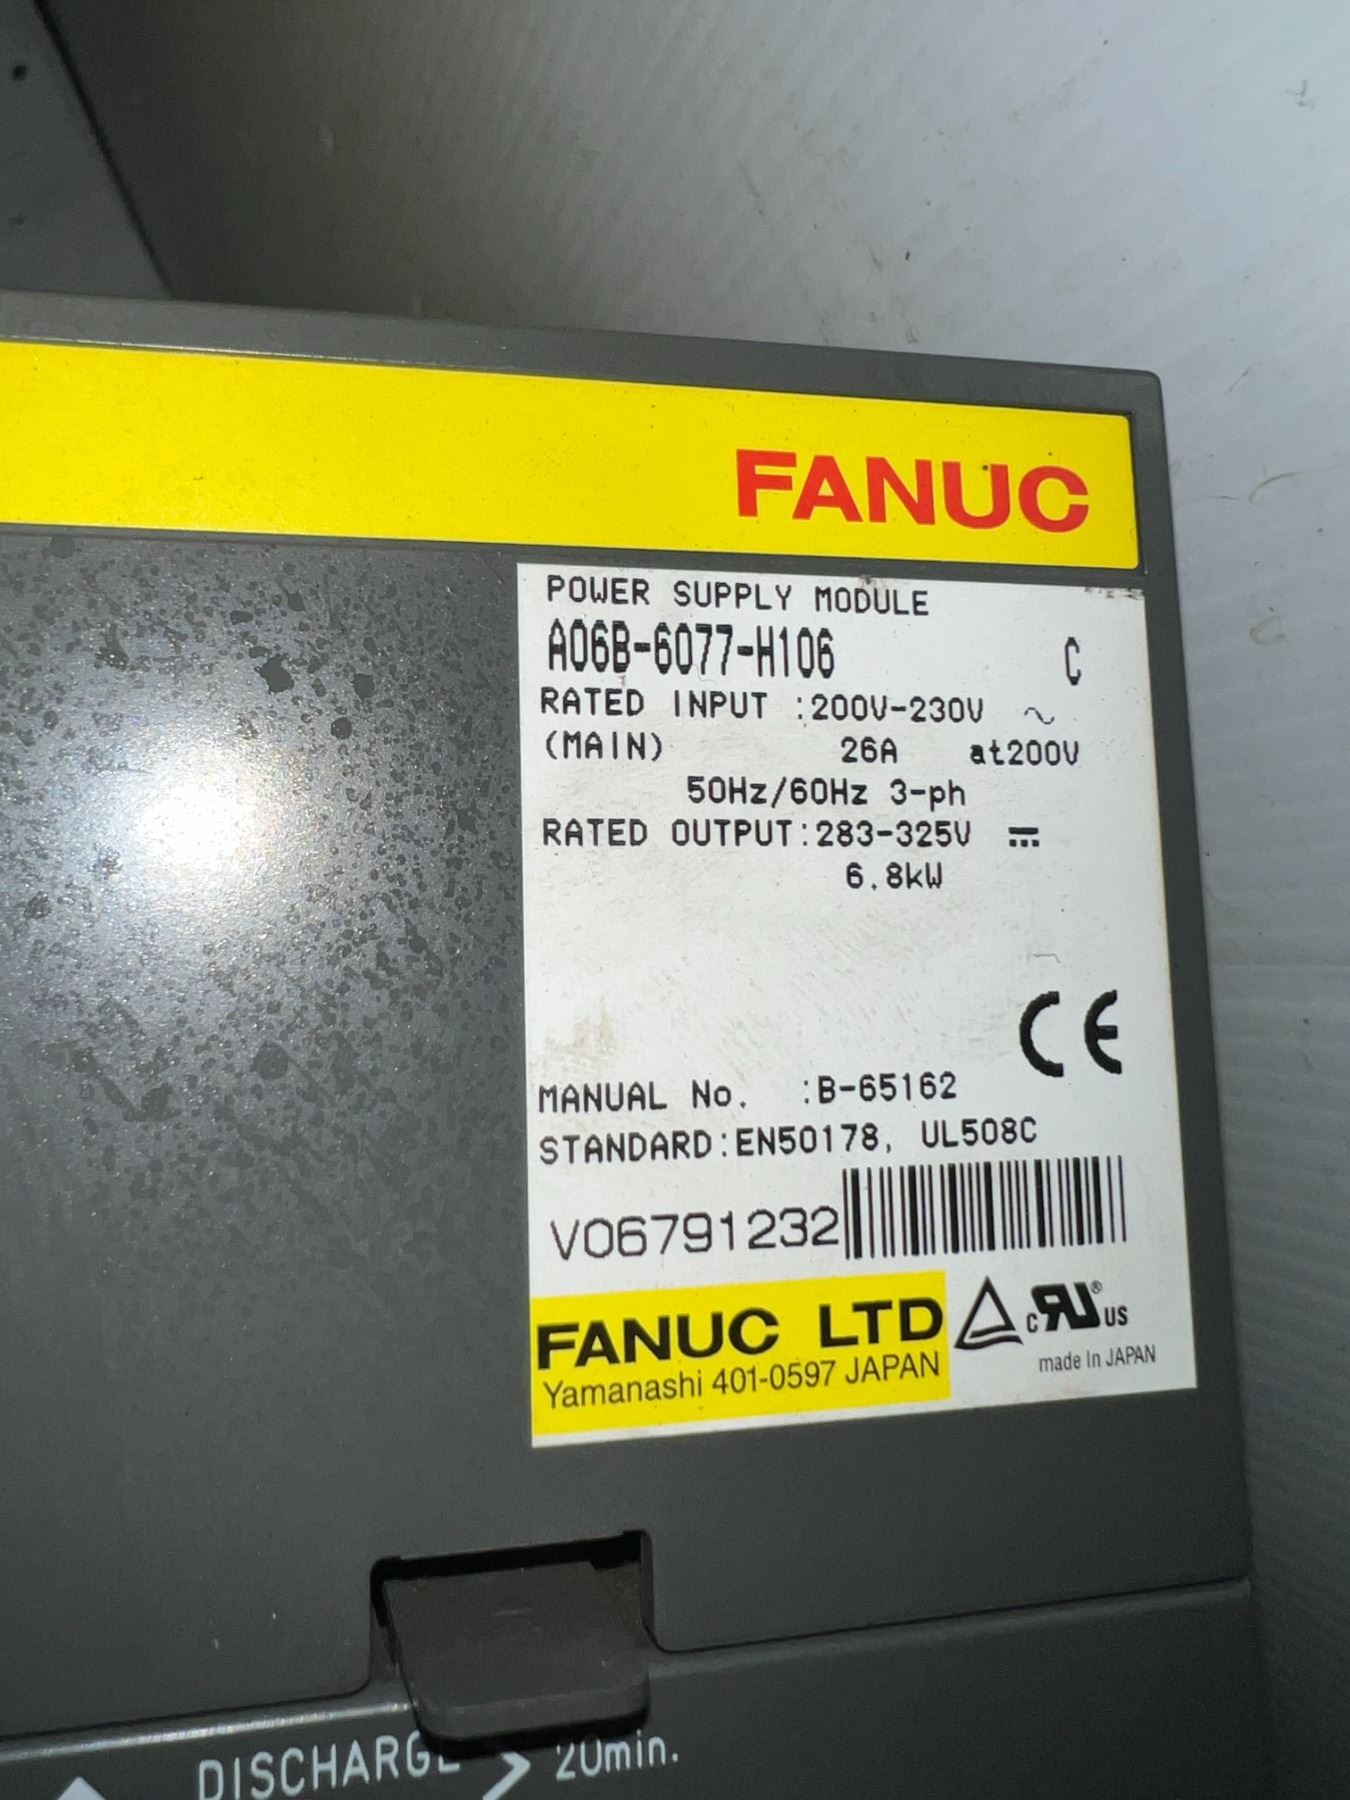 FANUC
POWER SUPPLY MODULE
A06B-6077-H106 C
RATED INPUT :200V-230V ~
(MAIN) 26A at200V
50Hz/60Hz 3-ph
RATED OUTPUT:283-325V ⎓
6.8kW
CE
MANUAL No. :B-65162
STANDARD:EN50178, UL508C
V06791232
FANUC LTD
Yamanashi 401-0597 JAPAN
c RU ® US
made In JAPAN
DISCHARGE > 20min.